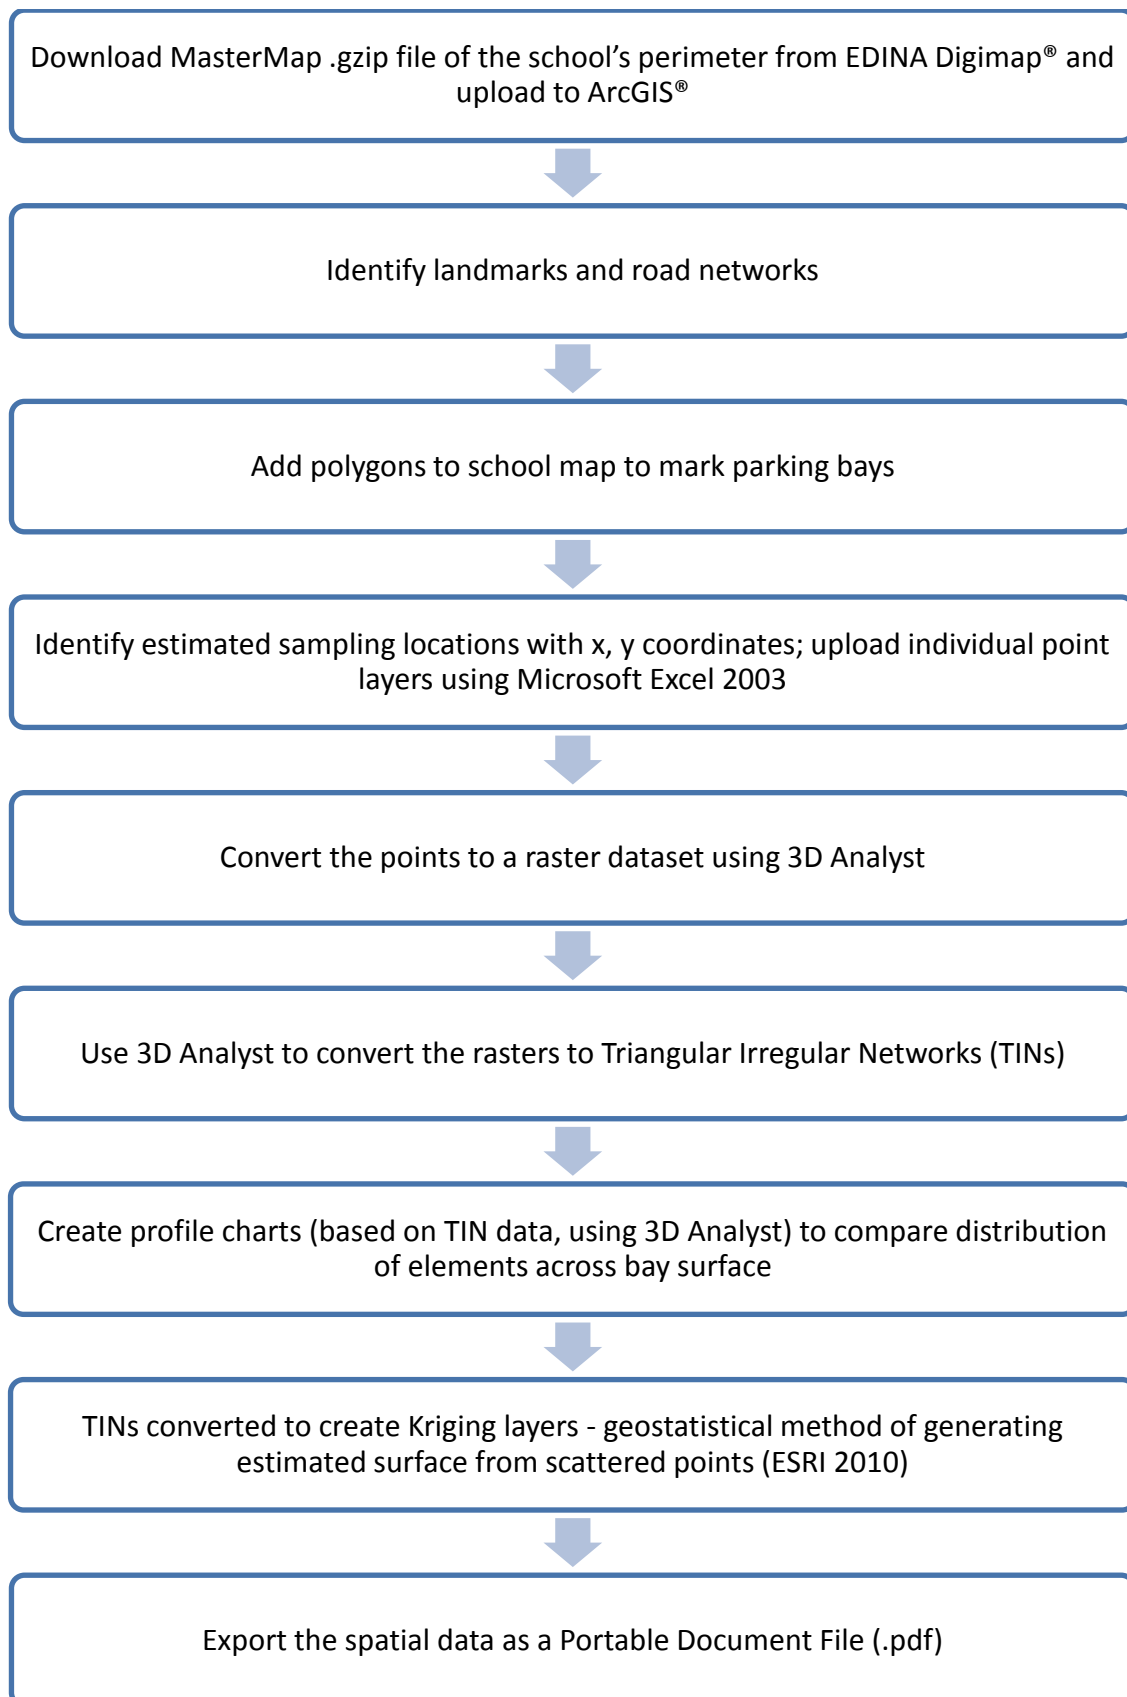 Download MasterMap .gzip file of the school’s perimeter from EDINA Digimap® and
upload to ArcGIS®
Identify landmarks and road networks
Add polygons to school map to mark parking bays
Identify estimated sampling locations with x, y coordinates; upload individual point
layers using Microsoft Excel 2003
Convert the points to a raster dataset using 3D Analyst
Use 3D Analyst to convert the rasters to Triangular Irregular Networks (TINs)
Create profile charts (based on TIN data, using 3D Analyst) to compare distribution
of elements across bay surface
TINs converted to create Kriging layers - geostatistical method of generating
estimated surface from scattered points (ESRI 2010)
Export the spatial data as a Portable Document File (.pdf)